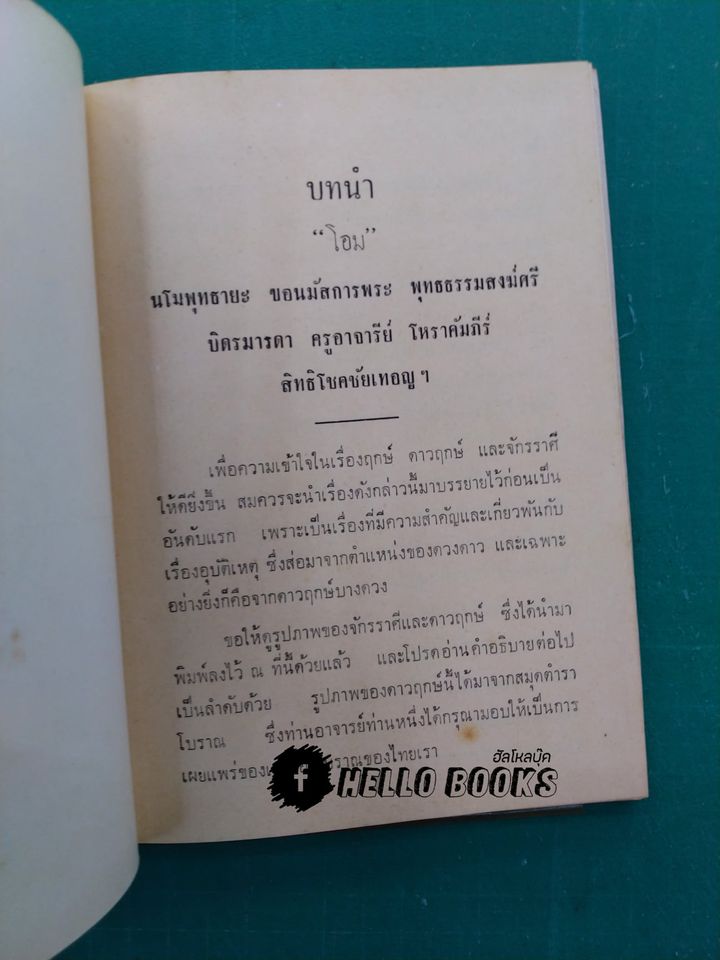 บทนำ
“โอม”
นโมพุทธายะ ขอนมัสการพระ พุทธธรรมสงฆ์ศรี
บิดรมารดา ครูอาจารีย์ โหราคัมภีร์
สิทธิโชคชัยเทอญ ฯ
เพื่อความเข้าใจในเรื่องฤกษ์ ดาวฤกษ์ และจักรราศี
ให้ดียิ่งขึ้น สมควรจะนำเรื่องดังกล่าวนี้มาบรรยายไว้ก่อนเป็น
อันดับแรก เพราะเป็นเรื่องที่มีความสำคัญและเกี่ยวพันกับ
เรื่องอุบัติเหตุ ซึ่งส่อมาจากตำแหน่งของดวงดาว และเฉพาะ
อย่างยิ่งก็คือจากดาวฤกษ์บางดวง
ขอให้ดูรูปภาพของจักรราศีและดาวฤกษ์ ซึ่งได้นำมา
พิมพ์ลงไว้ ณ ที่นี้ด้วยแล้ว และโปรดอ่านคำอธิบายต่อไป
เป็นลำดับด้วย รูปภาพของดาวฤกษ์นี้ได้มาจากสมุดตำรา
โบราณ ซึ่งท่านอาจารย์ท่านหนึ่งได้กรุณามอบให้เป็นการ
เผยแพร่ของ ราณของไทยเรา
ฮัลโหลบุ๊ค
f HELLO BOOKS